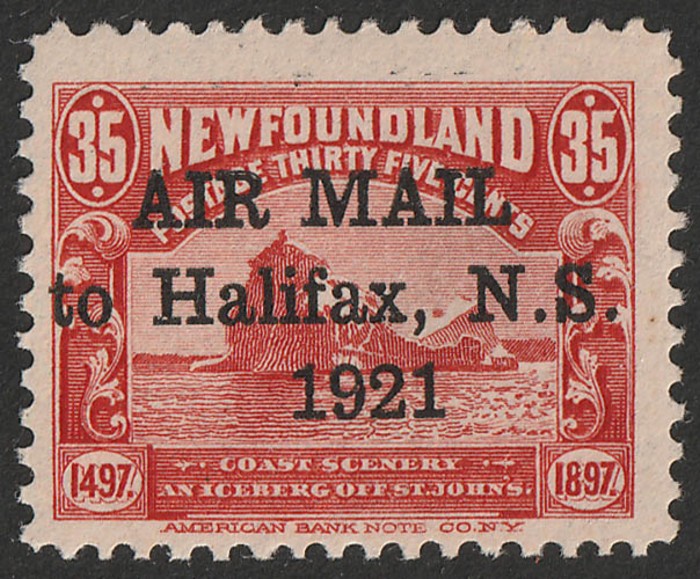 35 NEWFOUNDLAND 35
POSTAGE THIRTY FIVE CENTS
AIR MAIL
to Halifax, N.S.
1921
1497. COAST SCENERY 1897.
AN ICEBERG OFF ST. JOHN'S.
AMERICAN BANK NOTE CO. N.Y.